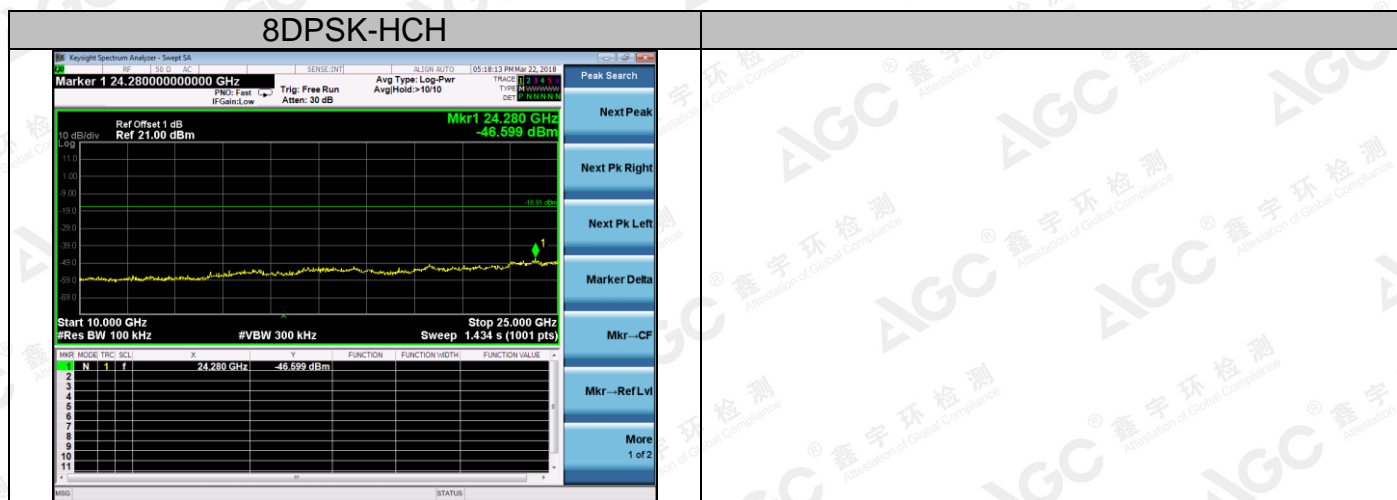 8DPSK-HCH
Keysight Spectrum Analyzer - Swept SA
RF 50 Ω AC SENSE:INT ALIGN AUTO 05:18:13 PM Mar 22, 2018
Marker 1 24.280000000000 GHz
PNO: Fast
IFGain:Low
Trig: Free Run
Atten: 30 dB
Avg Type: Log-Pwr
Avg|Hold:>10/10
TRACE 1 2 3 4 5 6
TYPE M WWWWW
DET P N N N N N
Peak Search
Next Peak
Next Pk Right
Next Pk Left
Marker Delta
Mkr→CF
Mkr→Ref Lvl
More
1 of 2
Ref Offset 1 dB
10 dB/div Ref 21.00 dBm
Log
Mkr1 24.280 GHz
-46.599 dBm
11.0
1.00
-9.00
-19.0
-29.0
-39.0
-49.0
-59.0
-69.0
-16.91 dBm
1
Start 10.000 GHz
#Res BW 100 kHz
#VBW 300 kHz
Stop 25.000 GHz
Sweep 1.434 s (1001 pts)
MKR MODE TRC SCL X Y FUNCTION FUNCTION WIDTH FUNCTION VALUE
1 N 1 f 24.280 GHz -46.599 dBm
2
3
4
5
6
7
8
9
10
11
MSG STATUS
AGC
鑫宇环检测
Attestation of Global Compliance